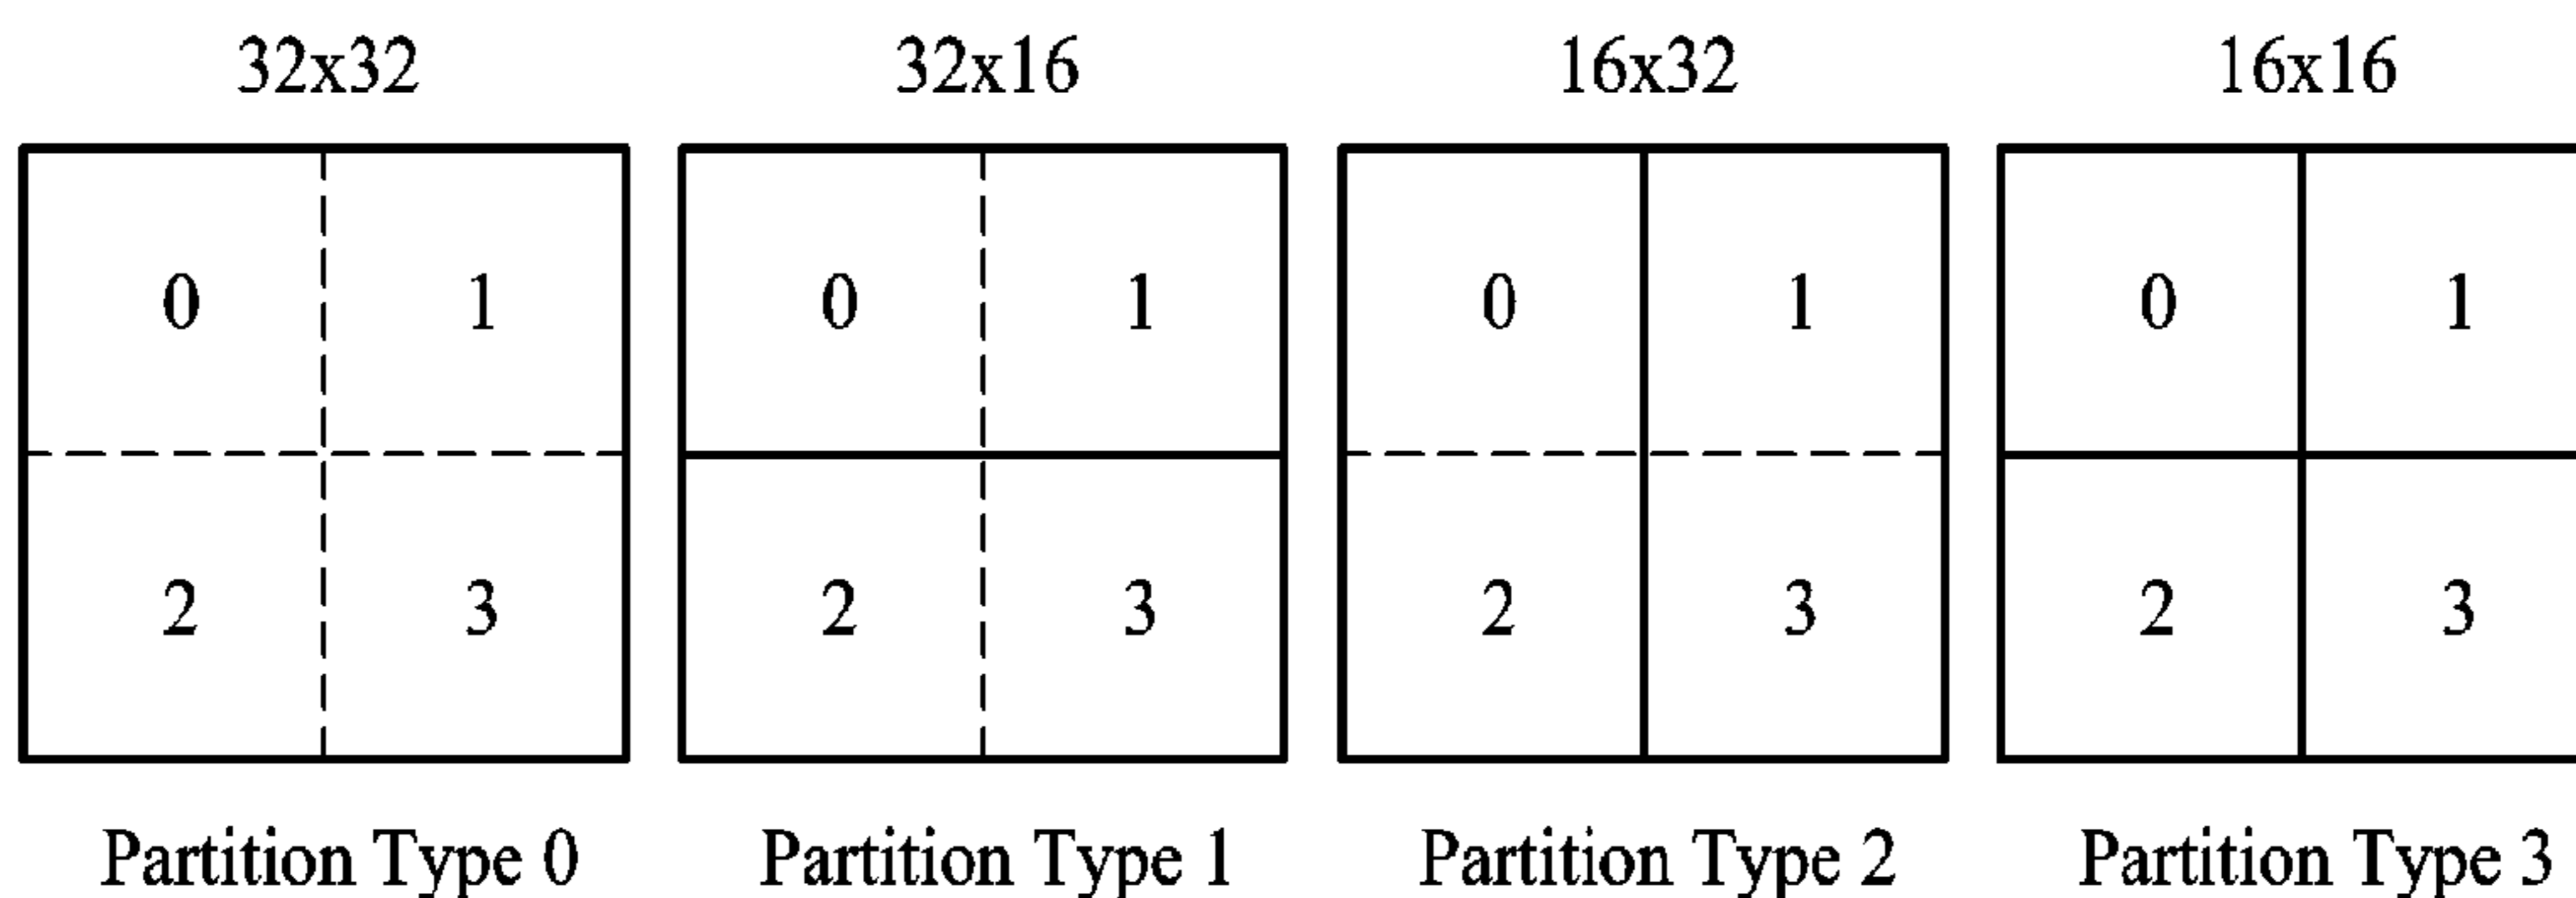 32x32 32x16 16x32 16x16
0 1 0 1 0 1 0 1
2 3 2 3 2 3 2 3
Partition Type 0 Partition Type 1 Partition Type 2 Partition Type 3